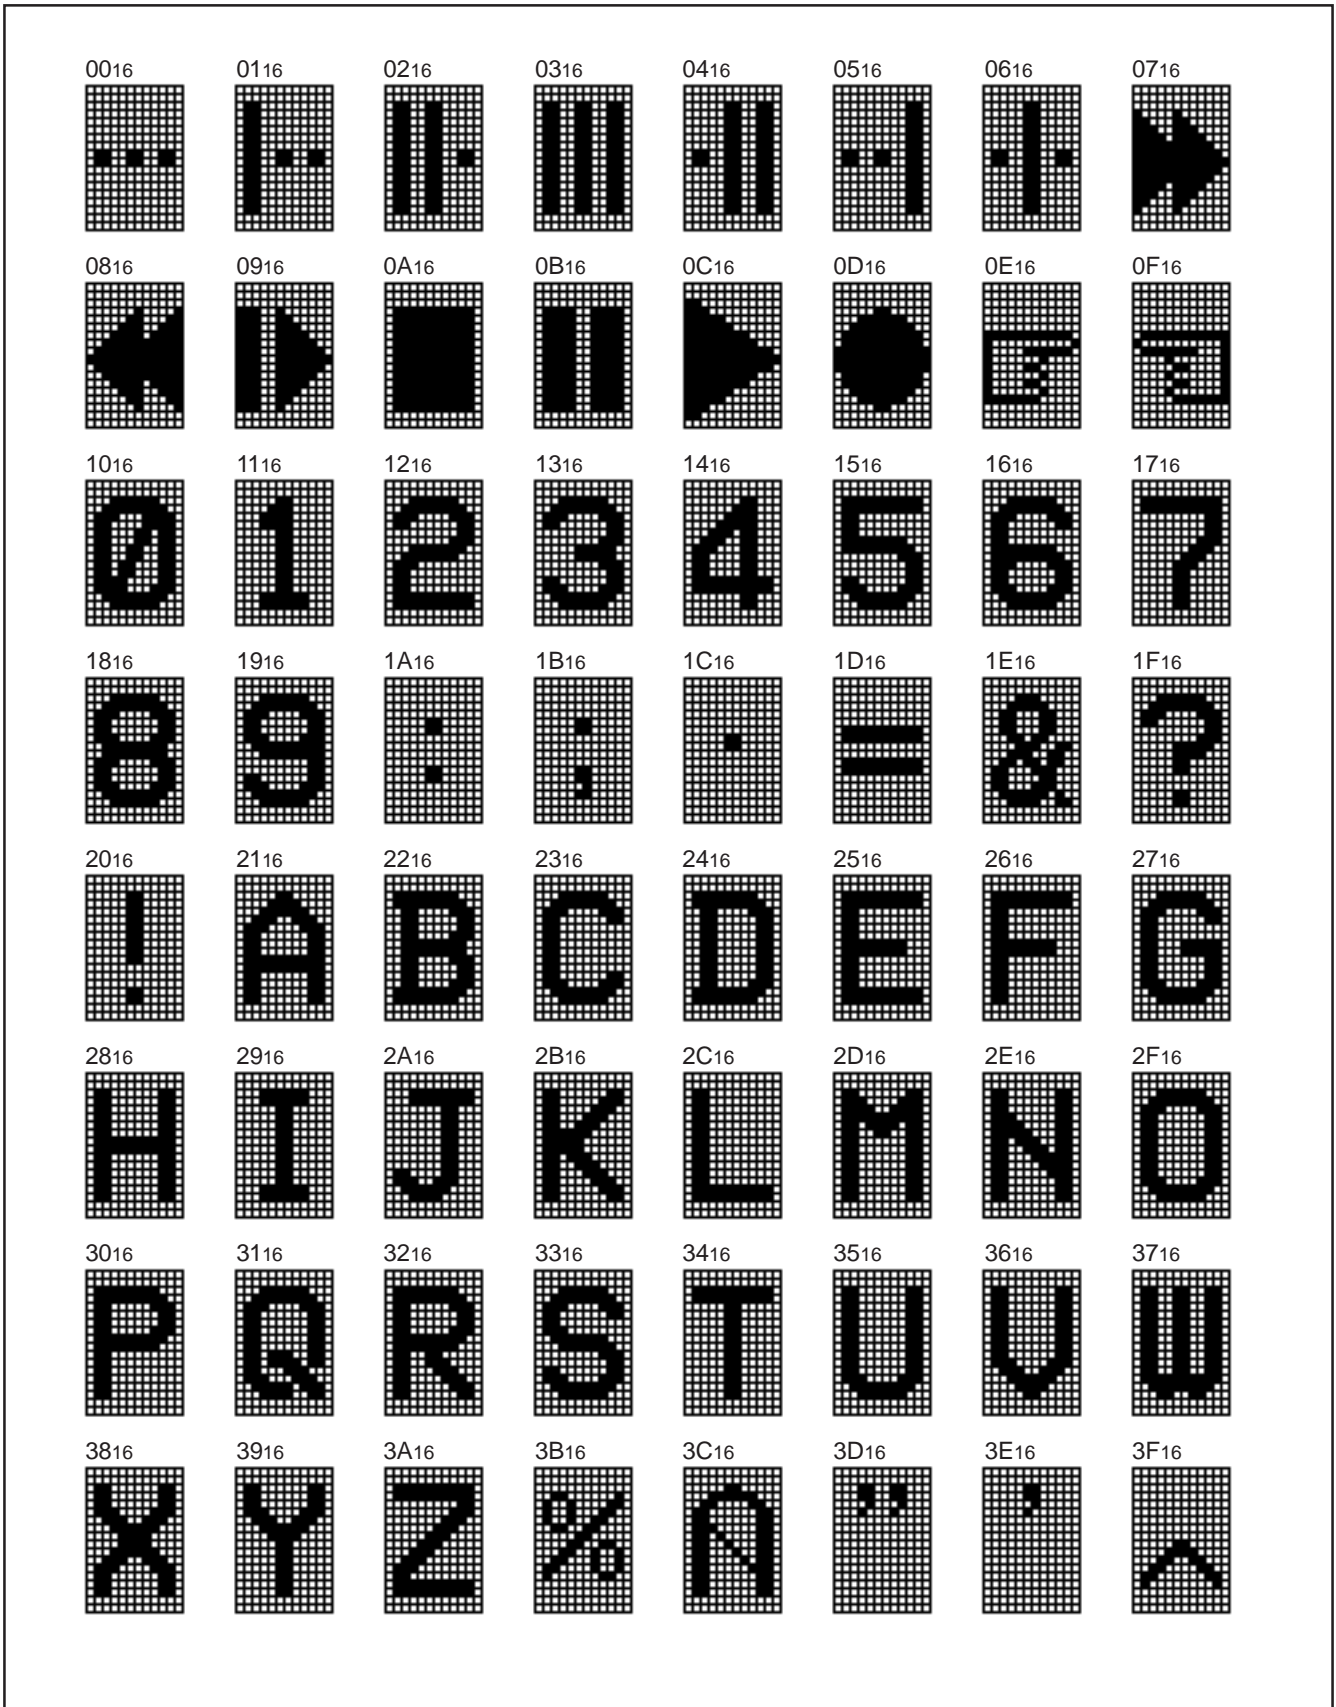 0016 0116 0216 0316 0416 0516 0616 0716
0816 0916 0A16 0B16 0C16 0D16 0E16 0F16
1016 1116 1216 1316 1416 1516 1616 1716
0 1 2 3 4 5 6 7
1816 1916 1A16 1B16 1C16 1D16 1E16 1F16
8 9 : ; · = & ?
2016 2116 2216 2316 2416 2516 2616 2716
! A B C D E F G
2816 2916 2A16 2B16 2C16 2D16 2E16 2F16
H I J K L M N O
3016 3116 3216 3316 3416 3516 3616 3716
P Q R S T U V W
3816 3916 3A16 3B16 3C16 3D16 3E16 3F16
X Y Z % ” ’